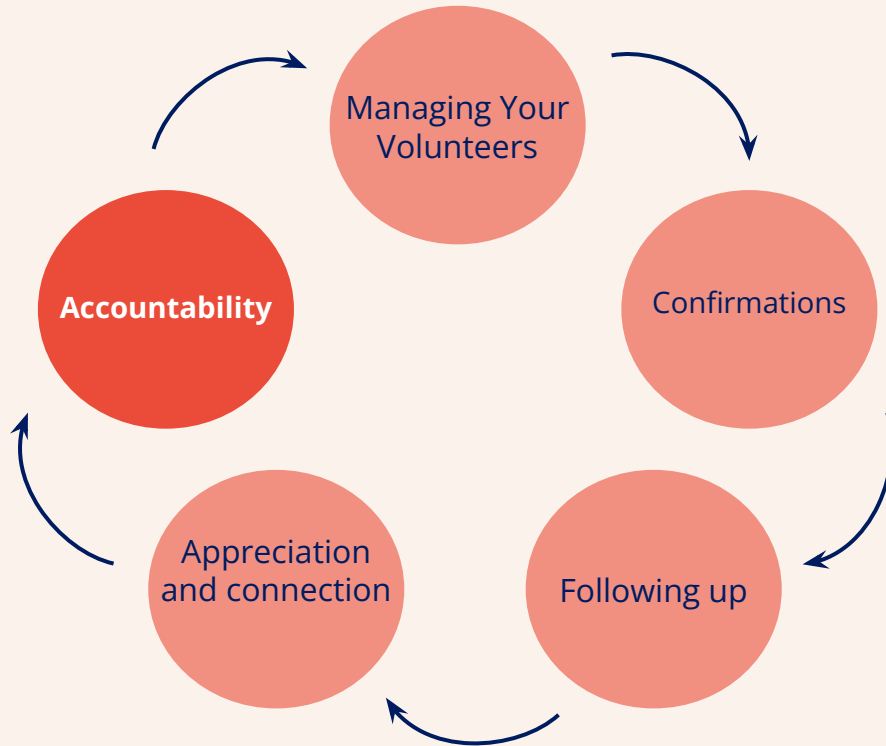 Managing Your
Volunteers
Confirmations
Following up
Appreciation
and connection
Accountability